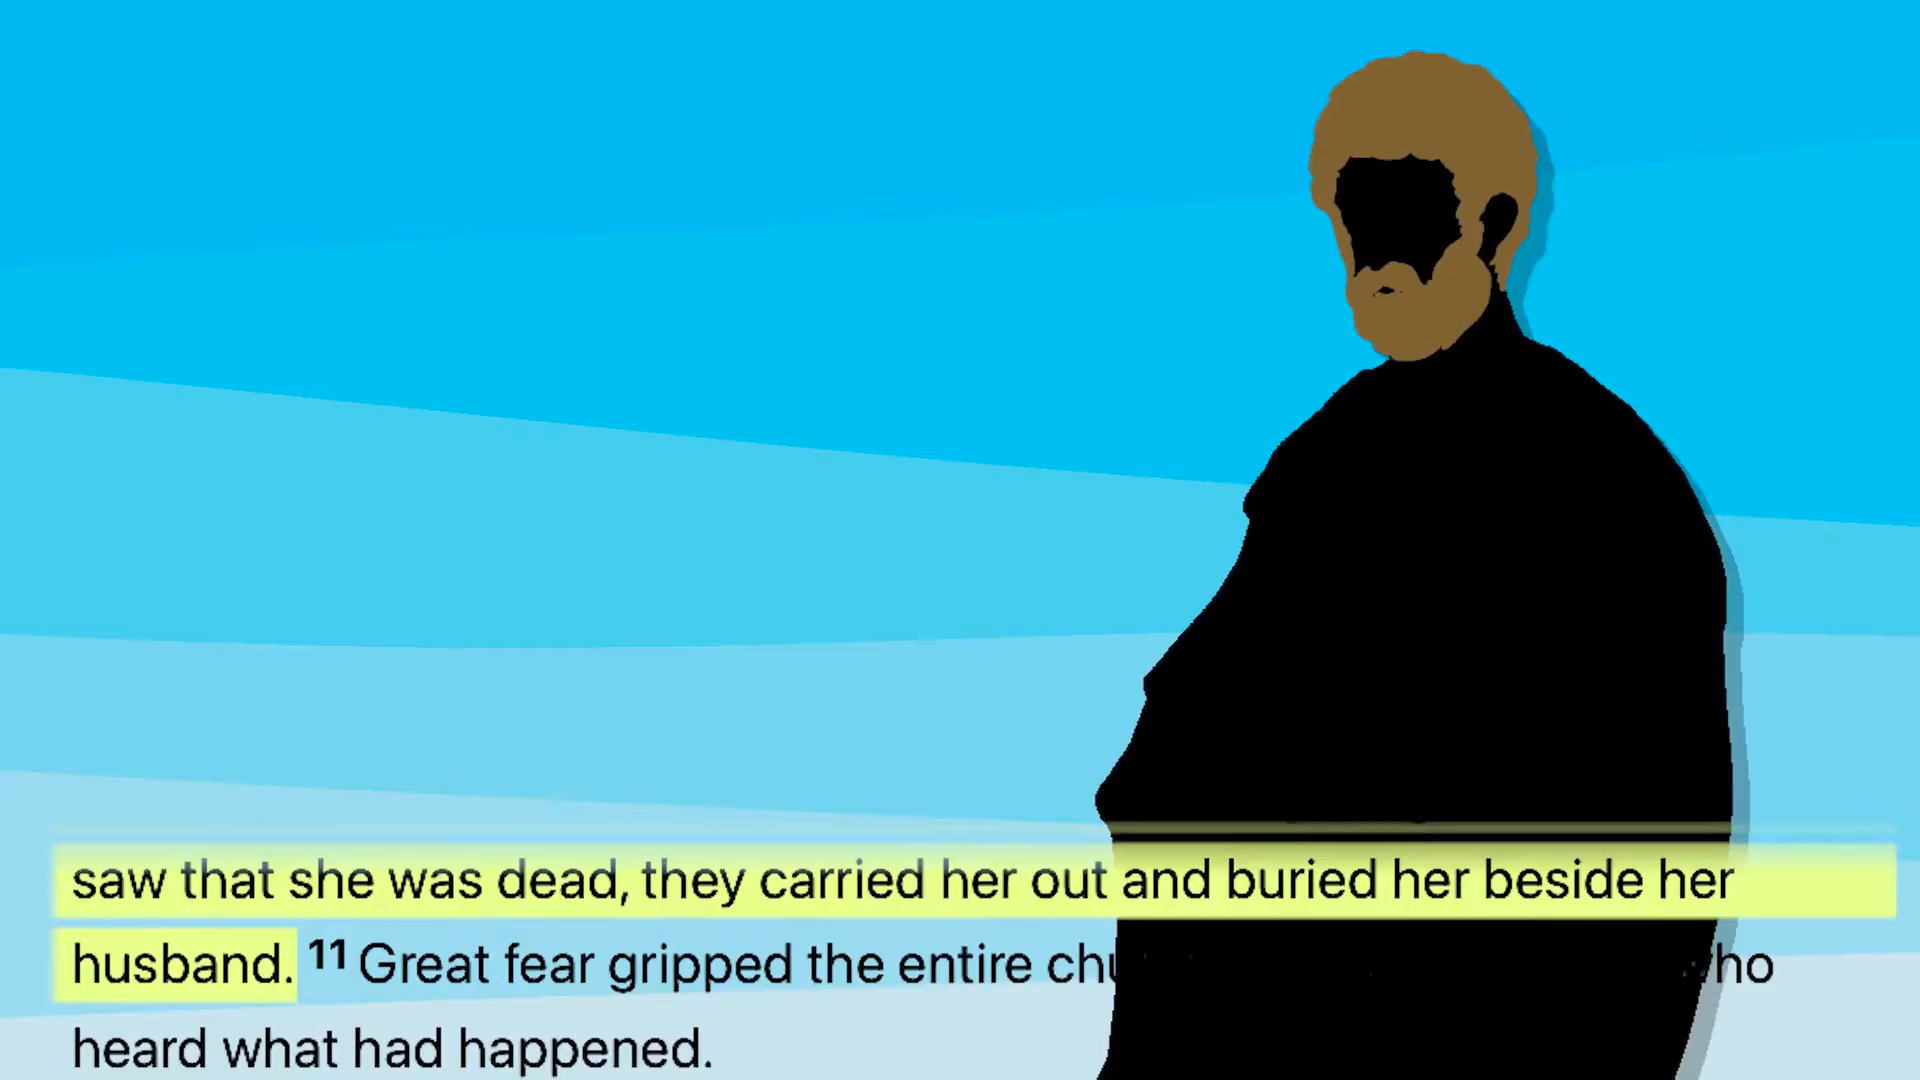 saw that she was dead, they carried her out and buried her beside her
husband. 11 Great fear gripped the entire
heard what had happened.